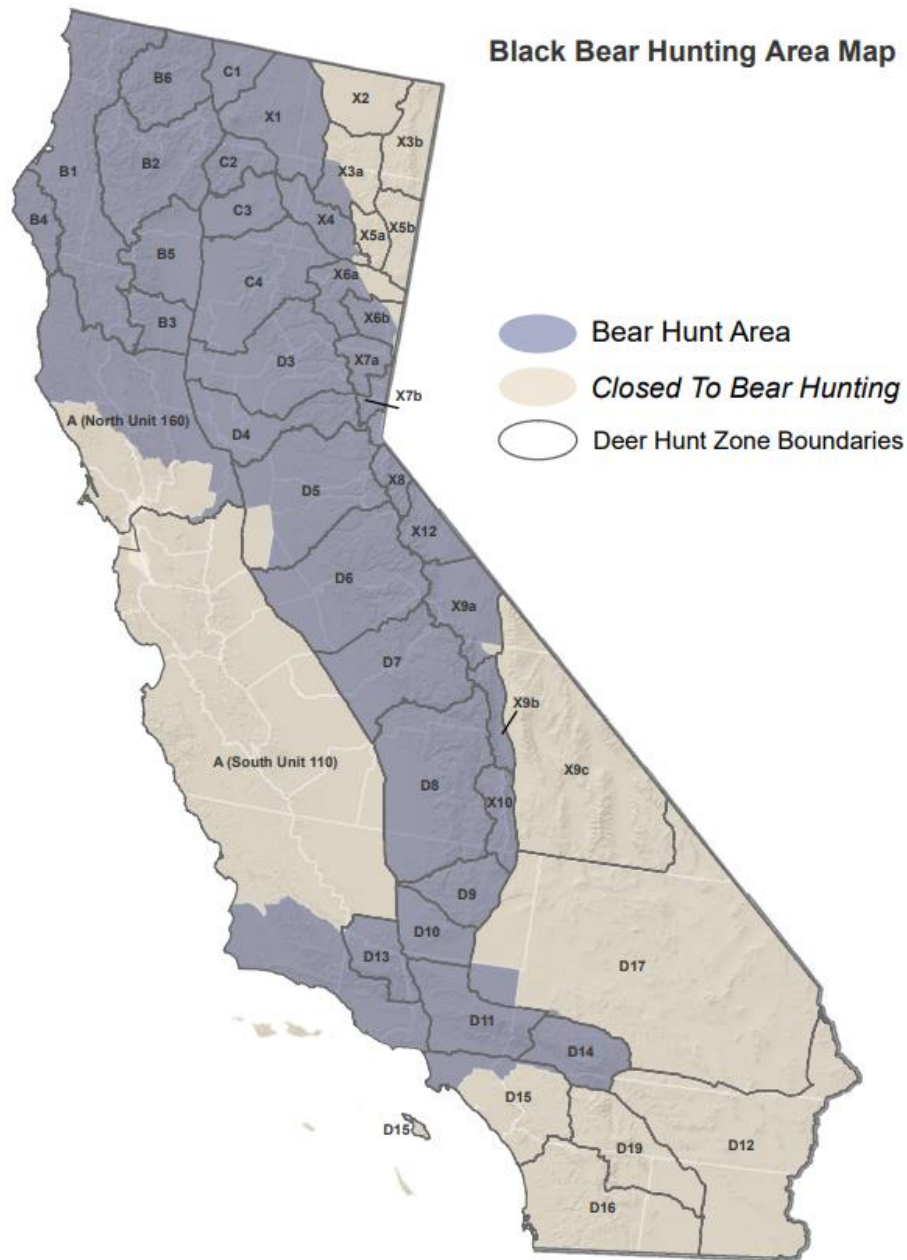 Black Bear Hunting Area Map
B6
C1
X1
X2
X3b
B1
B2
C2
X3a
B4
C3
X4
X5a
X5b
B5
C4
X6a
B3
X6b
D3
X7a
X7b
A (North Unit 160)
D4
Bear Hunt Area
Closed To Bear Hunting
Deer Hunt Zone Boundaries
D5
X8
X12
D6
X9a
D7
X9b
A (South Unit 110)
D8
X10
X9c
D9
D10
D13
D17
D11
D14
D15
D15
D19
D12
D16